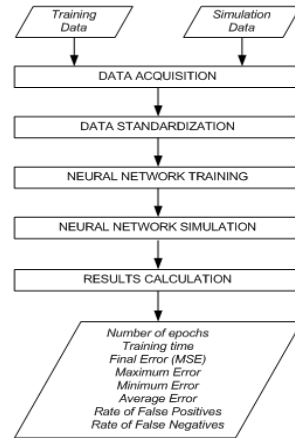 Training
Data
Simulation
Data
DATA ACQUISITION
DATA STANDARDIZATION
NEURAL NETWORK TRAINING
NEURAL NETWORK SIMULATION
RESULTS CALCULATION
Number of epochs
Training time
Final Error (MSE)
Maximum Error
Minimum Error
Average Error
Rate of False Positives
Rate of False Negatives